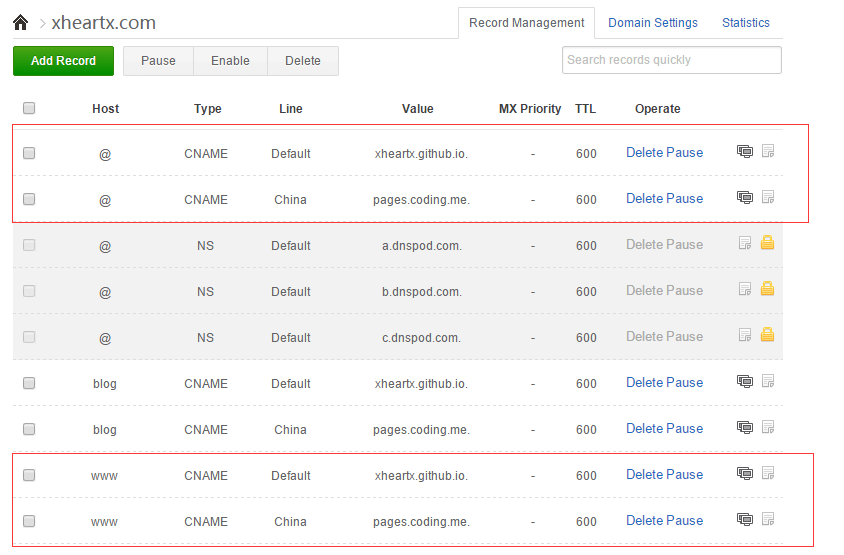 xheartx.com Record Management Domain Settings Statistics
Add Record Pause Enable Delete Search records quickly
Host Type Line Value MX Priority TTL Operate
@ CNAME Default xheartx.github.io. - 600 Delete Pause
@ CNAME China pages.coding.me. - 600 Delete Pause
@ NS Default a.dnspod.com. - 600 Delete Pause
@ NS Default b.dnspod.com. - 600 Delete Pause
@ NS Default c.dnspod.com. - 600 Delete Pause
blog CNAME Default xheartx.github.io. - 600 Delete Pause
blog CNAME China pages.coding.me. - 600 Delete Pause
www CNAME Default xheartx.github.io. - 600 Delete Pause
www CNAME China pages.coding.me. - 600 Delete Pause